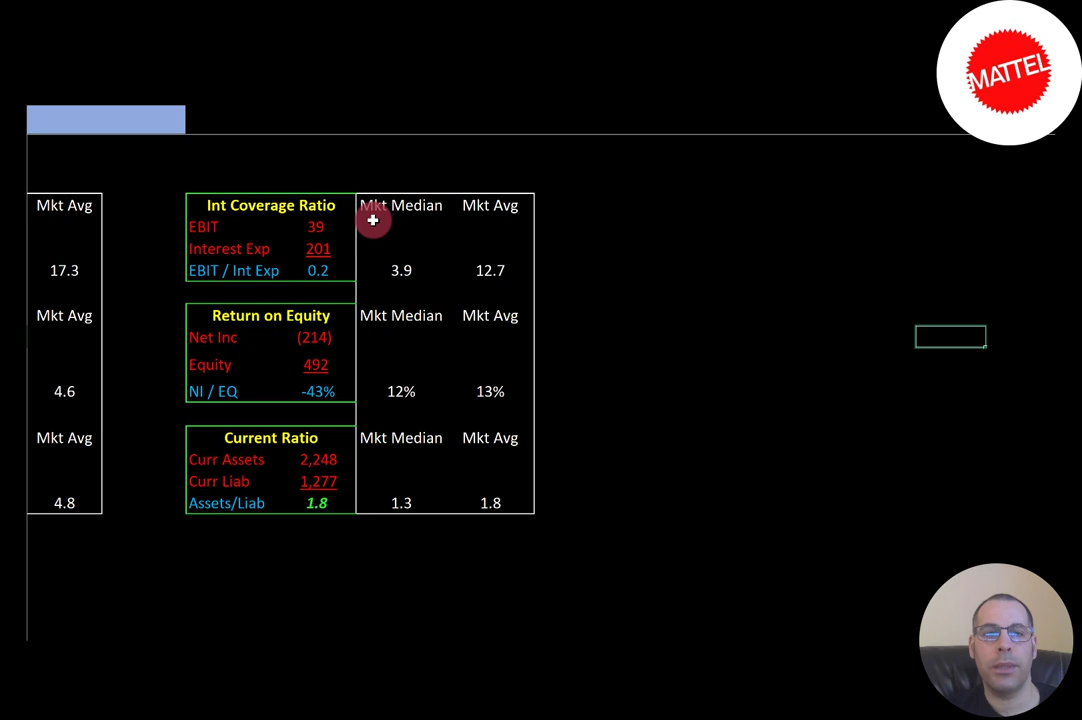 MATTEL
Mkt Avg
17.3
Mkt Avg
4.6
Mkt Avg
4.8
Int Coverage Ratio Mkt Median Mkt Avg
EBIT 39
Interest Exp 201
EBIT / Int Exp 0.2 3.9 12.7
Return on Equity Mkt Median Mkt Avg
Net Inc (214)
Equity 492
NI / EQ -43% 12% 13%
Current Ratio Mkt Median Mkt Avg
Curr Assets 2,248
Curr Liab 1,277
Assets/Liab 1.8 1.3 1.8